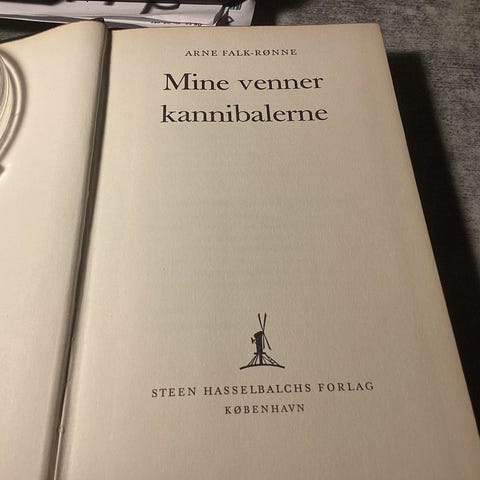 ARNE FALK-RØNNE
Mine venner
kannibalerne
STEEN HASSELBALCHS FORLAG
KØBENHAVN